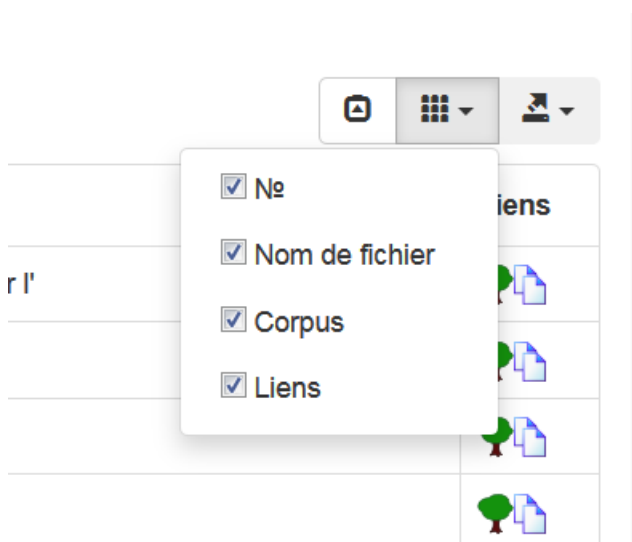 №
iens
Nom de fichier
r l'
Corpus
Liens